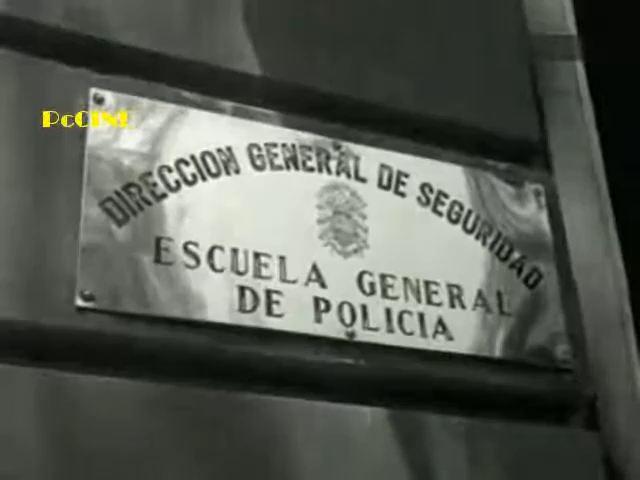 PcCINE
DIRECCION GENERAL DE SEGURIDAD
ESCUELA GENERAL
DE POLICIA